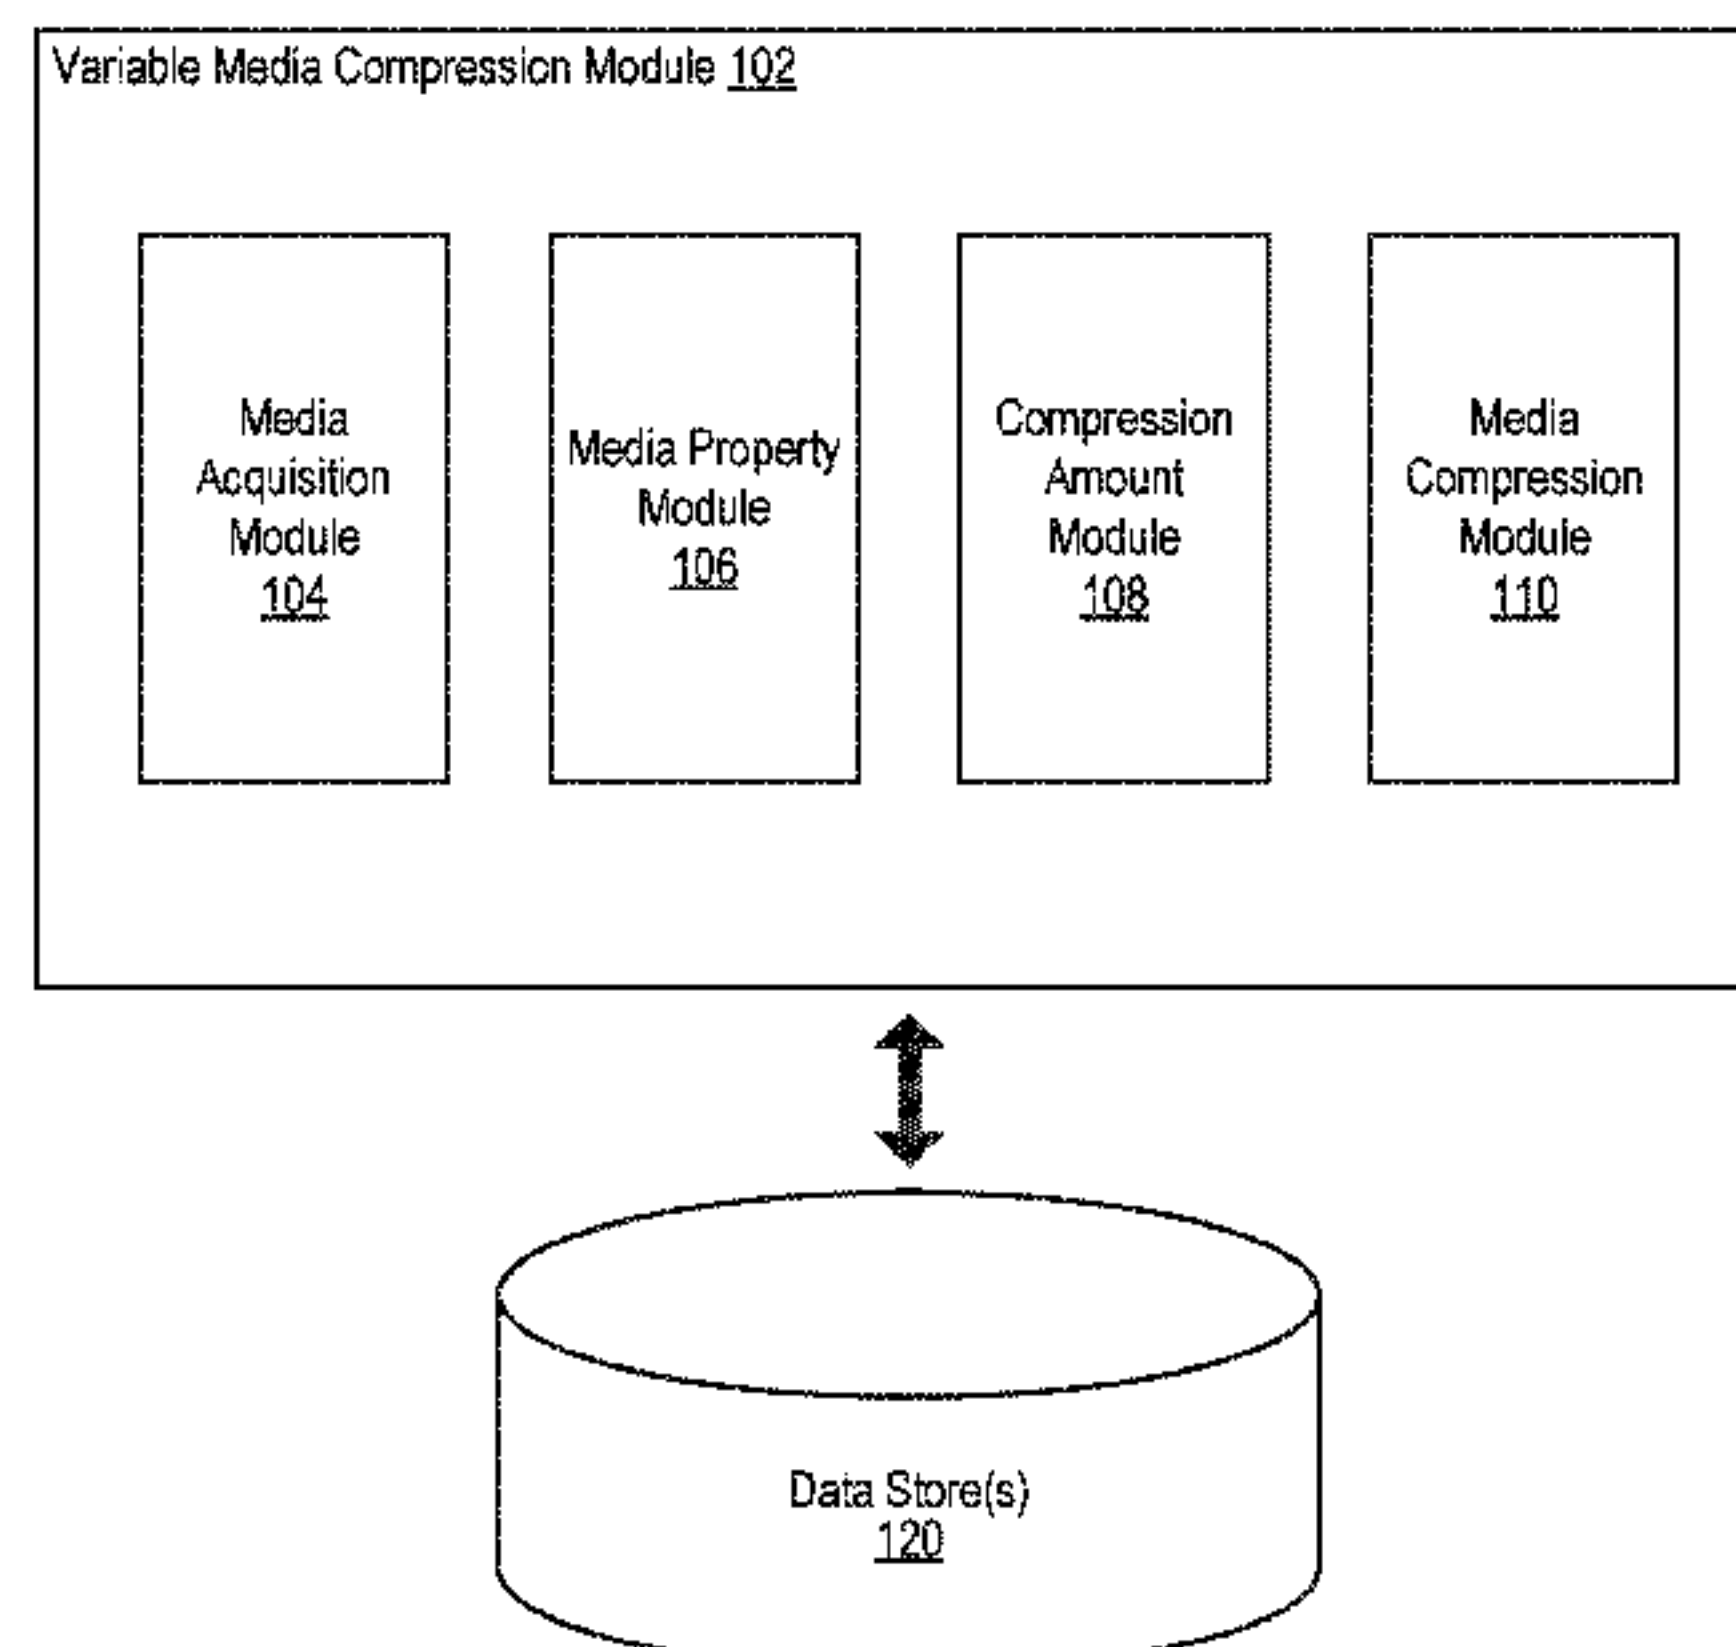 Variable Media Compression Module 102
Media
Acquisition
Module
104
Media Property
Module
106
Compression
Amount
Module
108
Media
Compression
Module
110
Data Store(s)
120